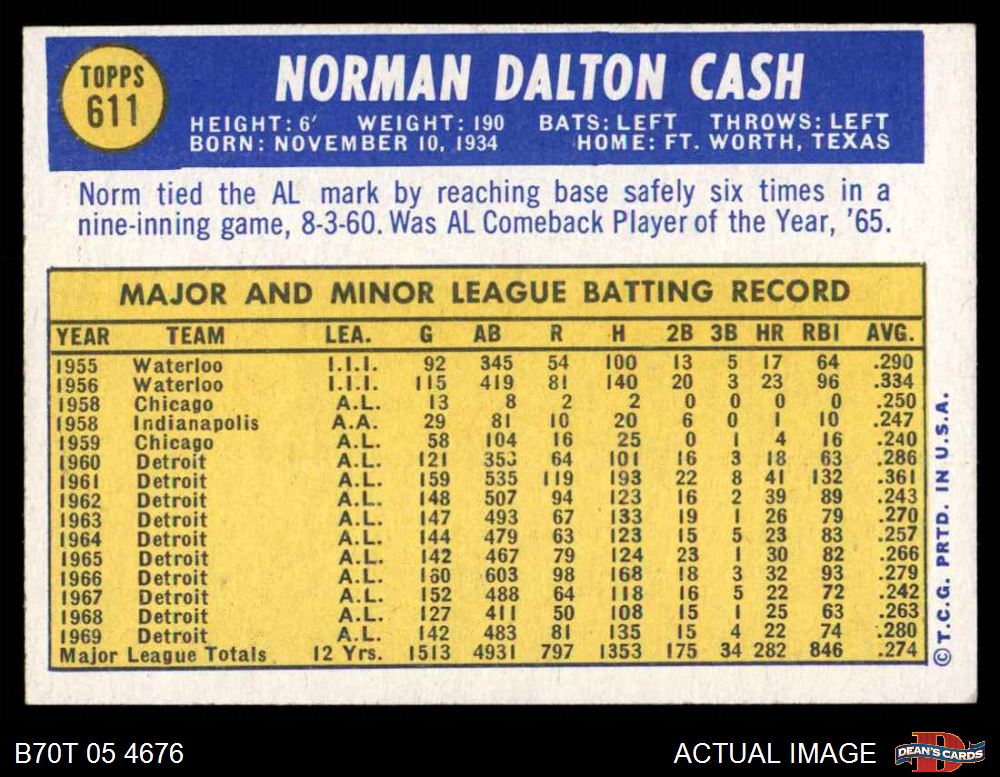 TOPPS
611
NORMAN DALTON CASH
HEIGHT: 6' WEIGHT: 190 BATS: LEFT THROWS: LEFT
BORN: NOVEMBER 10, 1934 HOME: FT. WORTH, TEXAS
Norm tied the AL mark by reaching base safely six times in a
nine-inning game, 8-3-60. Was AL Comeback Player of the Year, '65.
MAJOR AND MINOR LEAGUE BATTING RECORD
YEAR TEAM LEA. G AB R H 2B 3B HR RBI AVG.
1955 Waterloo I.I.I. 92 345 54 100 13 5 17 64 .290
1956 Waterloo I.I.I. 115 419 81 140 20 3 23 96 .334
1958 Chicago A.L. 13 8 2 2 0 0 0 0 .250
1958 Indianapolis A.A. 29 81 10 20 6 0 1 10 .247
1959 Chicago A.L. 58 104 16 25 0 1 4 16 .240
1960 Detroit A.L. 121 353 64 101 16 3 18 63 .286
1961 Detroit A.L. 159 535 119 193 22 8 41 132 .361
1962 Detroit A.L. 148 507 94 123 16 2 39 89 .243
1963 Detroit A.L. 147 493 67 133 19 1 26 79 .270
1964 Detroit A.L. 144 479 63 123 15 5 23 83 .257
1965 Detroit A.L. 142 467 79 124 23 1 30 82 .266
1966 Detroit A.L. 160 603 98 168 18 3 32 93 .279
1967 Detroit A.L. 152 488 64 118 16 5 22 72 .242
1968 Detroit A.L. 127 411 50 108 15 1 25 63 .263
1969 Detroit A.L. 142 483 81 135 15 4 22 74 .280
Major League Totals 12 Yrs. 1513 4931 797 1353 175 34 282 846 .274
© T.C.G. PRTD. IN U.S.A.
B70T 05 4676 ACTUAL IMAGE DEAN'S CARDS